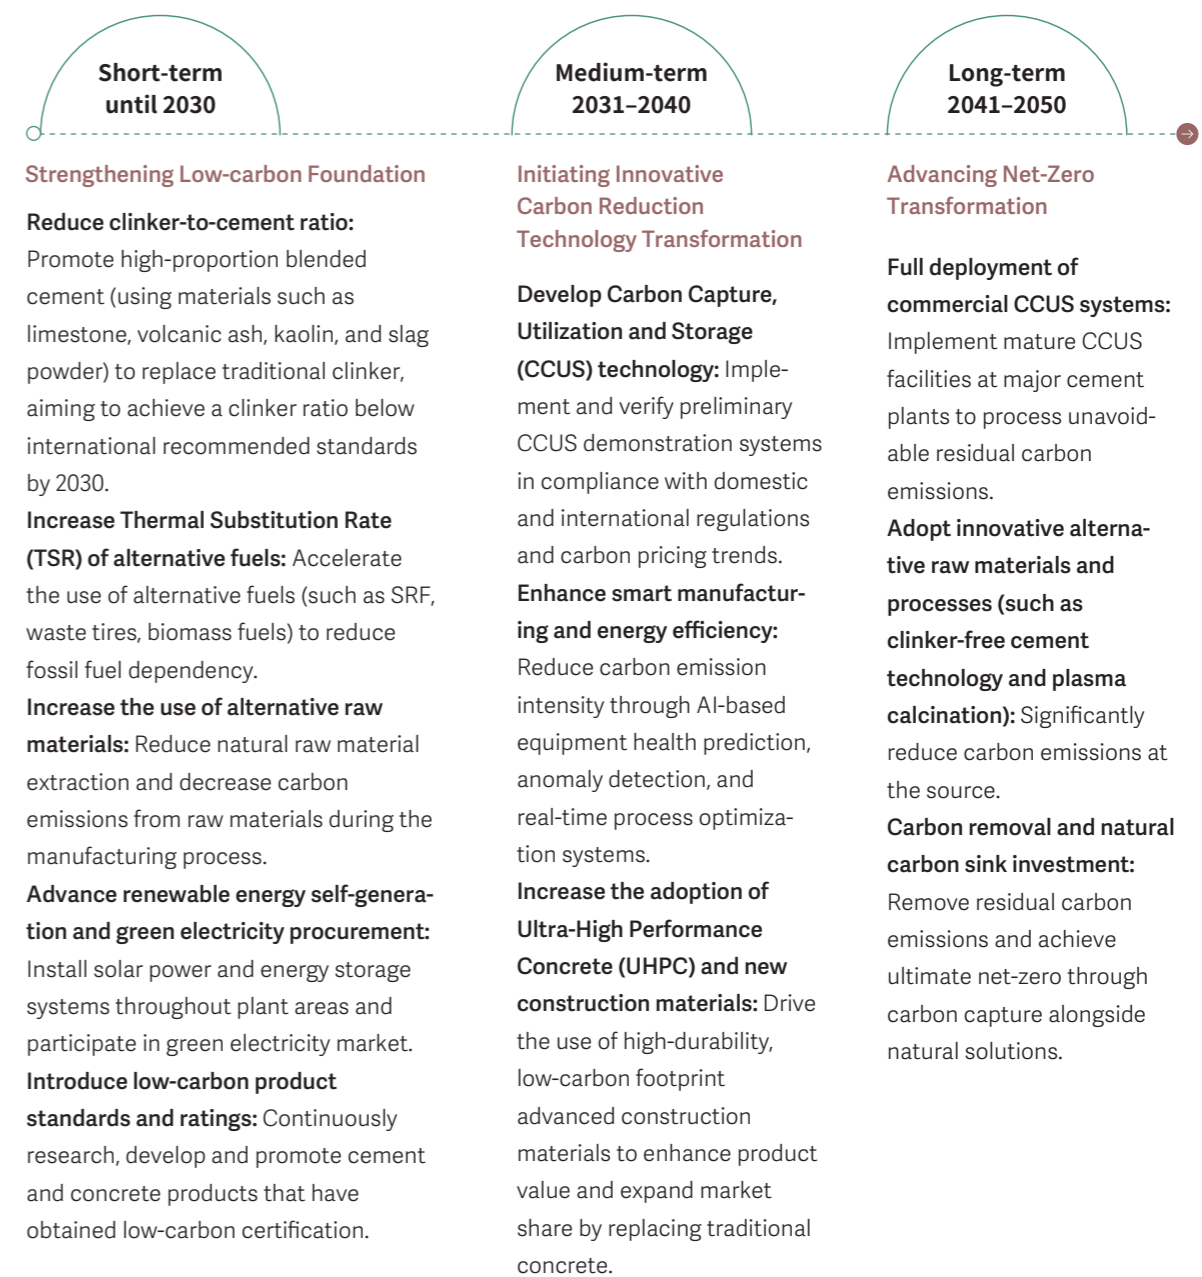 Short-term
until 2030
Strengthening Low-carbon Foundation
Reduce clinker-to-cement ratio:
Promote high-proportion blended
cement (using materials such as
limestone, volcanic ash, kaolin, and slag
powder) to replace traditional clinker,
aiming to achieve a clinker ratio below
international recommended standards
by 2030.
Increase Thermal Substitution Rate
(TSR) of alternative fuels: Accelerate
the use of alternative fuels (such as SRF,
waste tires, biomass fuels) to reduce
fossil fuel dependency.
Increase the use of alternative raw
materials: Reduce natural raw material
extraction and decrease carbon
emissions from raw materials during the
manufacturing process.
Advance renewable energy self-genera-
tion and green electricity procurement:
Install solar power and energy storage
systems throughout plant areas and
participate in green electricity market.
Introduce low-carbon product
standards and ratings: Continuously
research, develop and promote cement
and concrete products that have
obtained low-carbon certification.
Medium-term
2031–2040
Initiating Innovative
Carbon Reduction
Technology Transformation
Develop Carbon Capture,
Utilization and Storage
(CCUS) technology: Imple-
ment and verify preliminary
CCUS demonstration systems
in compliance with domestic
and international regulations
and carbon pricing trends.
Enhance smart manufactur-
ing and energy efficiency:
Reduce carbon emission
intensity through AI-based
equipment health prediction,
anomaly detection, and
real-time process optimiza-
tion systems.
Increase the adoption of
Ultra-High Performance
Concrete (UHPC) and new
construction materials: Drive
the use of high-durability,
low-carbon footprint
advanced construction
materials to enhance product
value and expand market
share by replacing traditional
concrete.
Long-term
2041–2050
Advancing Net-Zero
Transformation
Full deployment of
commercial CCUS systems:
Implement mature CCUS
facilities at major cement
plants to process unavoid-
able residual carbon
emissions.
Adopt innovative alterna-
tive raw materials and
processes (such as
clinker-free cement
technology and plasma
calcination): Significantly
reduce carbon emissions at
the source.
Carbon removal and natural
carbon sink investment:
Remove residual carbon
emissions and achieve
ultimate net-zero through
carbon capture alongside
natural solutions.